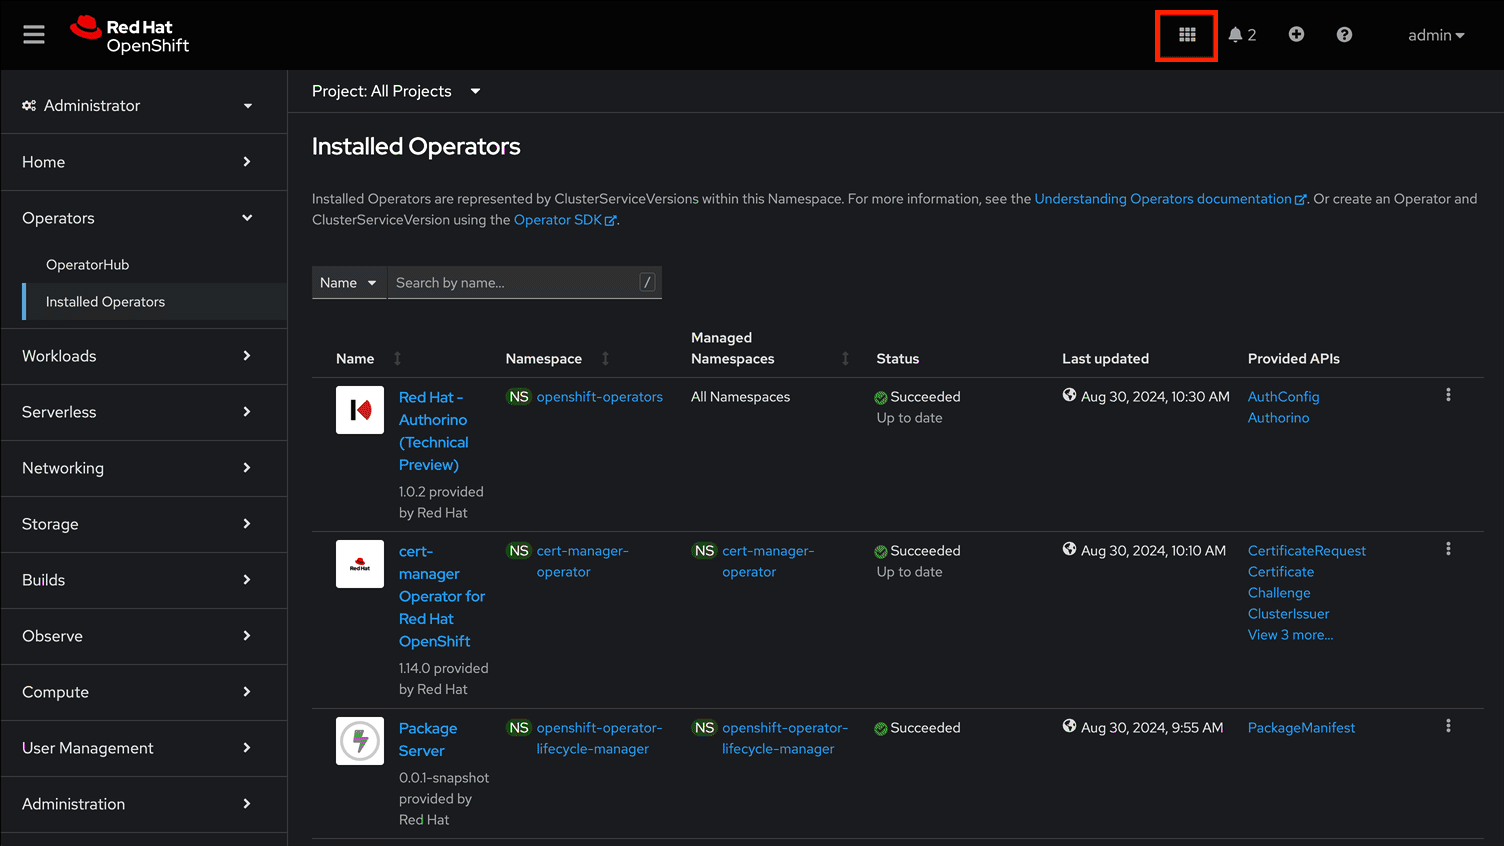 Red Hat
OpenShift
2
admin
Administrator
Home
Operators
OperatorHub
Installed Operators
Workloads
Serverless
Networking
Storage
Builds
Observe
Compute
User Management
Administration
Project: All Projects
Installed Operators
Installed Operators are represented by ClusterServiceVersions within this Namespace. For more information, see the Understanding Operators documentation. Or create an Operator and
ClusterServiceVersion using the Operator SDK.
Name Search by name... /
Name Namespace Managed Namespaces Status Last updated Provided APIs
Red Hat -
Authorino
(Technical
Preview)
1.0.2 provided
by Red Hat
NS openshift-operators
All Namespaces
Succeeded
Up to date
Aug 30, 2024, 10:30 AM
AuthConfig
Authorino
Red Hat
cert-
manager
Operator for
Red Hat
OpenShift
1.14.0 provided
by Red Hat
NS cert-manager-
operator
NS cert-manager-
operator
Succeeded
Up to date
Aug 30, 2024, 10:10 AM
CertificateRequest
Certificate
Challenge
ClusterIssuer
View 3 more...
Package
Server
0.0.1-snapshot
provided by
Red Hat
NS openshift-operator-
lifecycle-manager
NS openshift-operator-
lifecycle-manager
Succeeded
Aug 30, 2024, 9:55 AM
PackageManifest